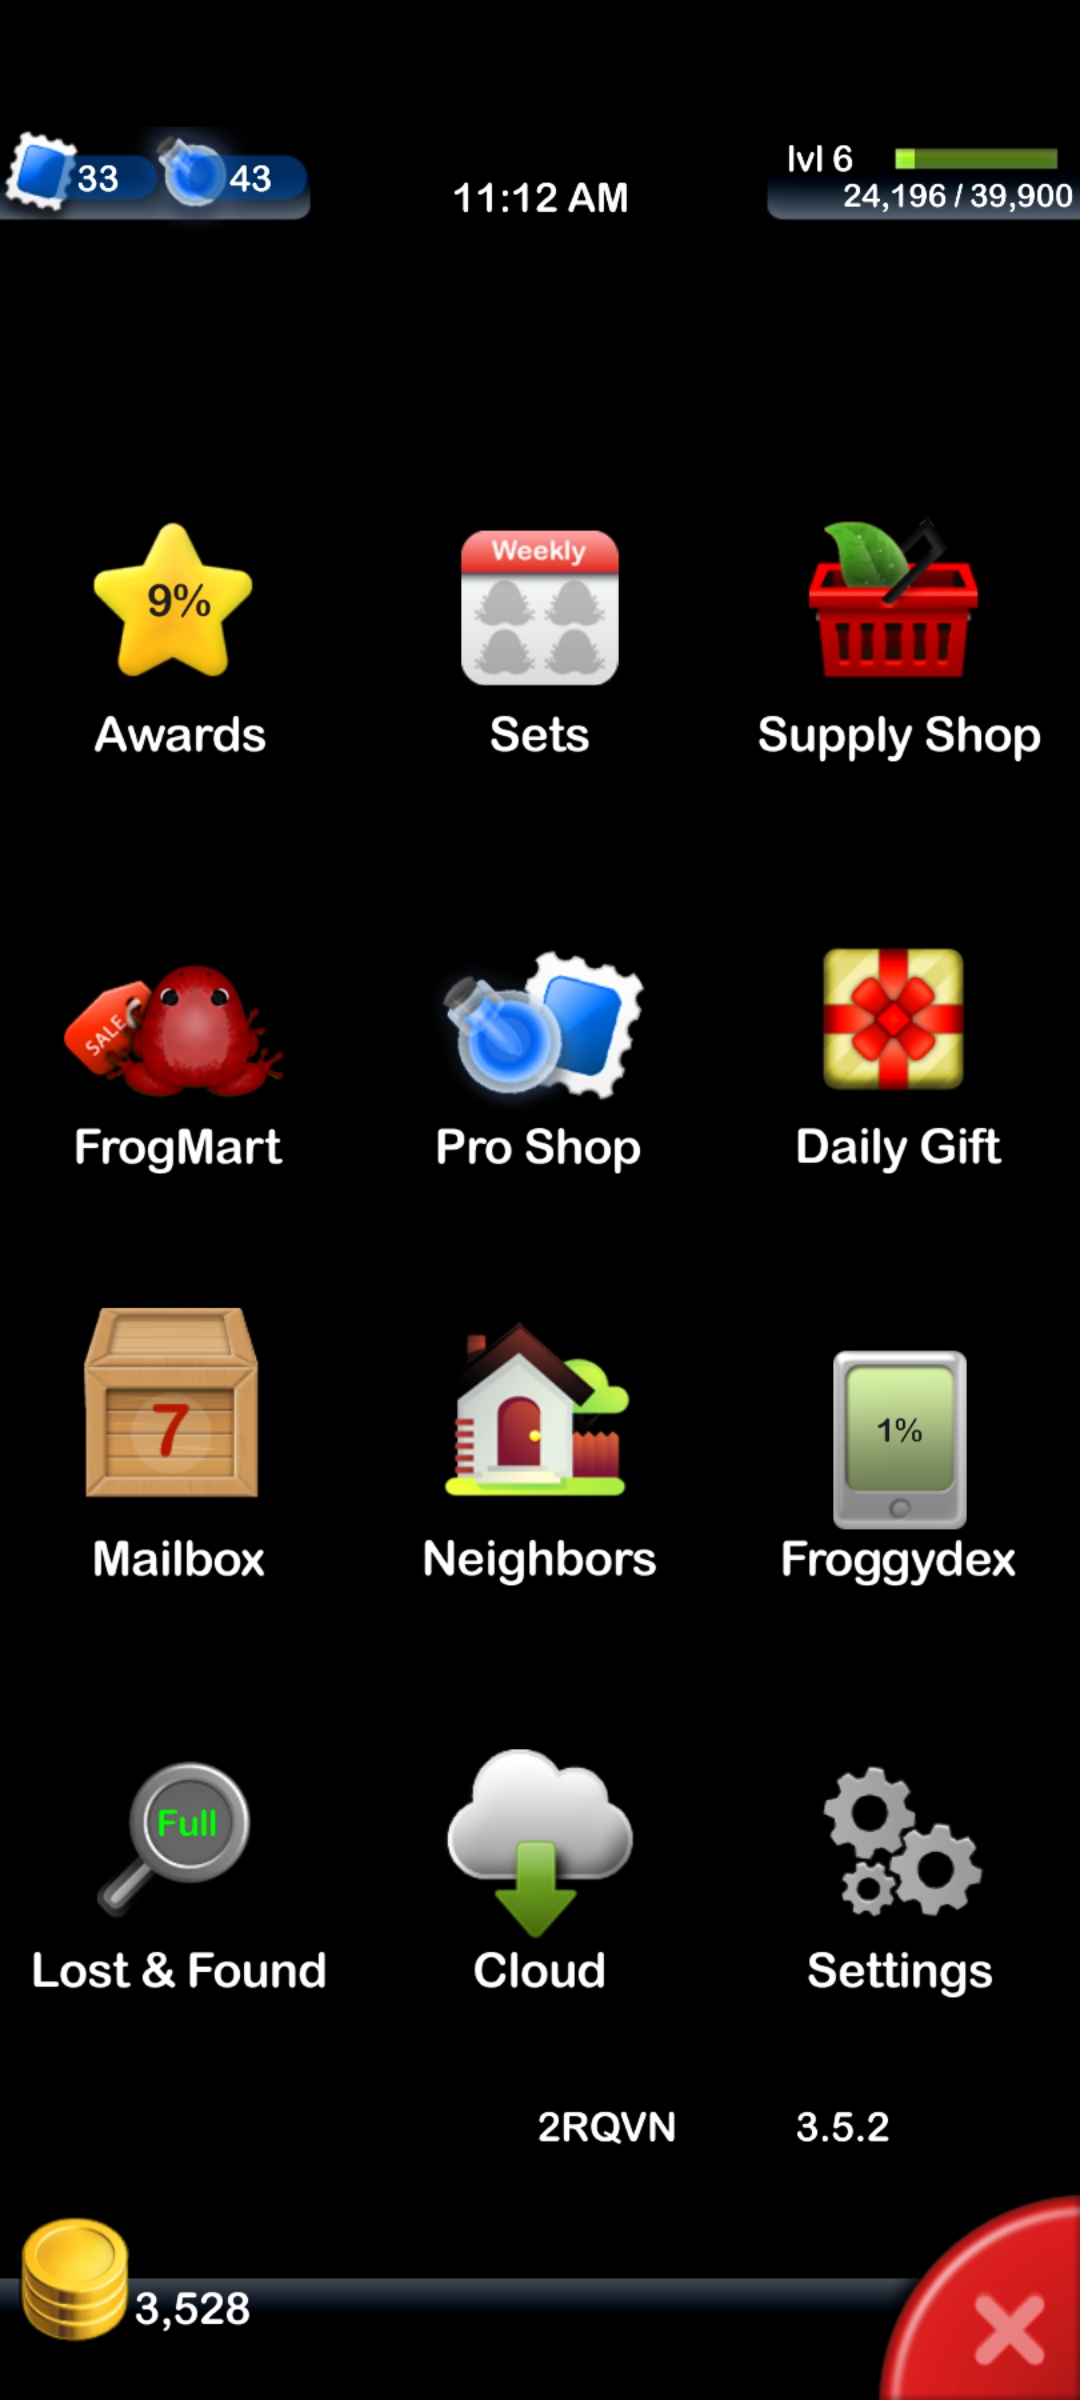 33
43
11:12 AM
lvl 6
24,196 / 39,900
9%
Weekly
Awards
Sets
Supply Shop
SALE
FrogMart
Pro Shop
Daily Gift
7
1%
Mailbox
Neighbors
Froggydex
Full
Lost & Found
Cloud
Settings
2RQVN
3.5.2
3,528